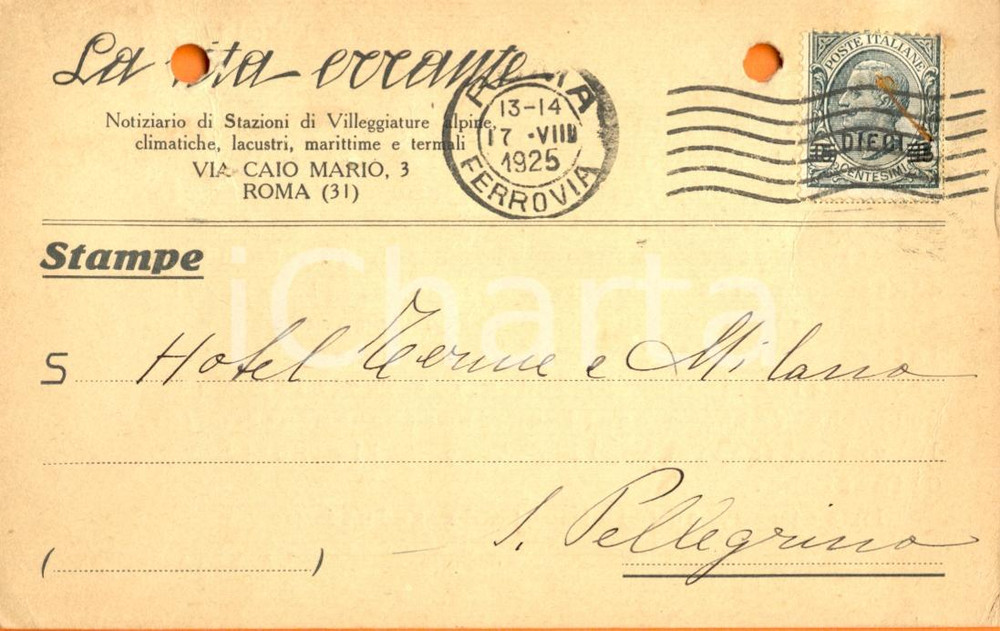 La vita errante
Notiziario di Stazioni di Villeggiature alpine,
climatiche, lacustri, marittime e termali
VIA CAIO MARIO, 3
ROMA (31)
ROMA
13-14
17 • VIII
1925
FERROVIA
POSTE ITALIANE
DIECI
CENTESIMI
Stampe
iCharta
S Hotel Terme e Milano
S. Pellegrino
( )